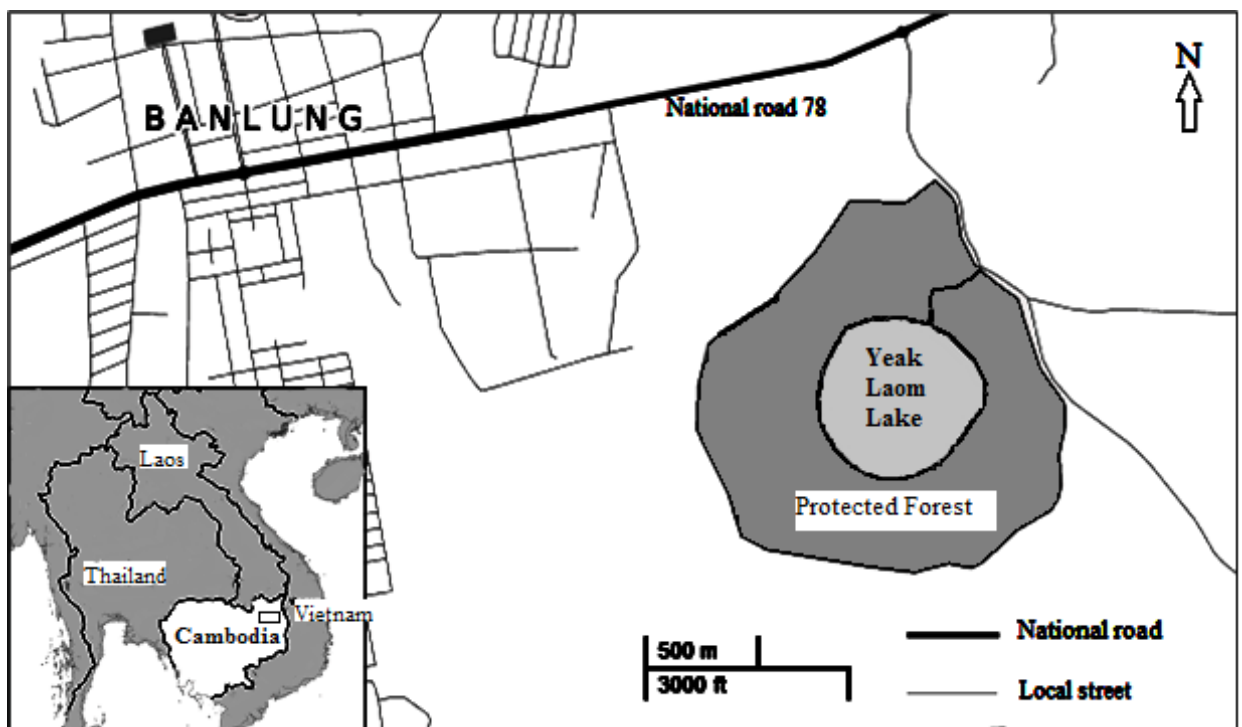 N
BANLUNG
National road 78
Yeak
Laom
Lake
Protected Forest
Laos
Thailand
Vietnam
Cambodia
500 m
3000 ft
National road
Local street